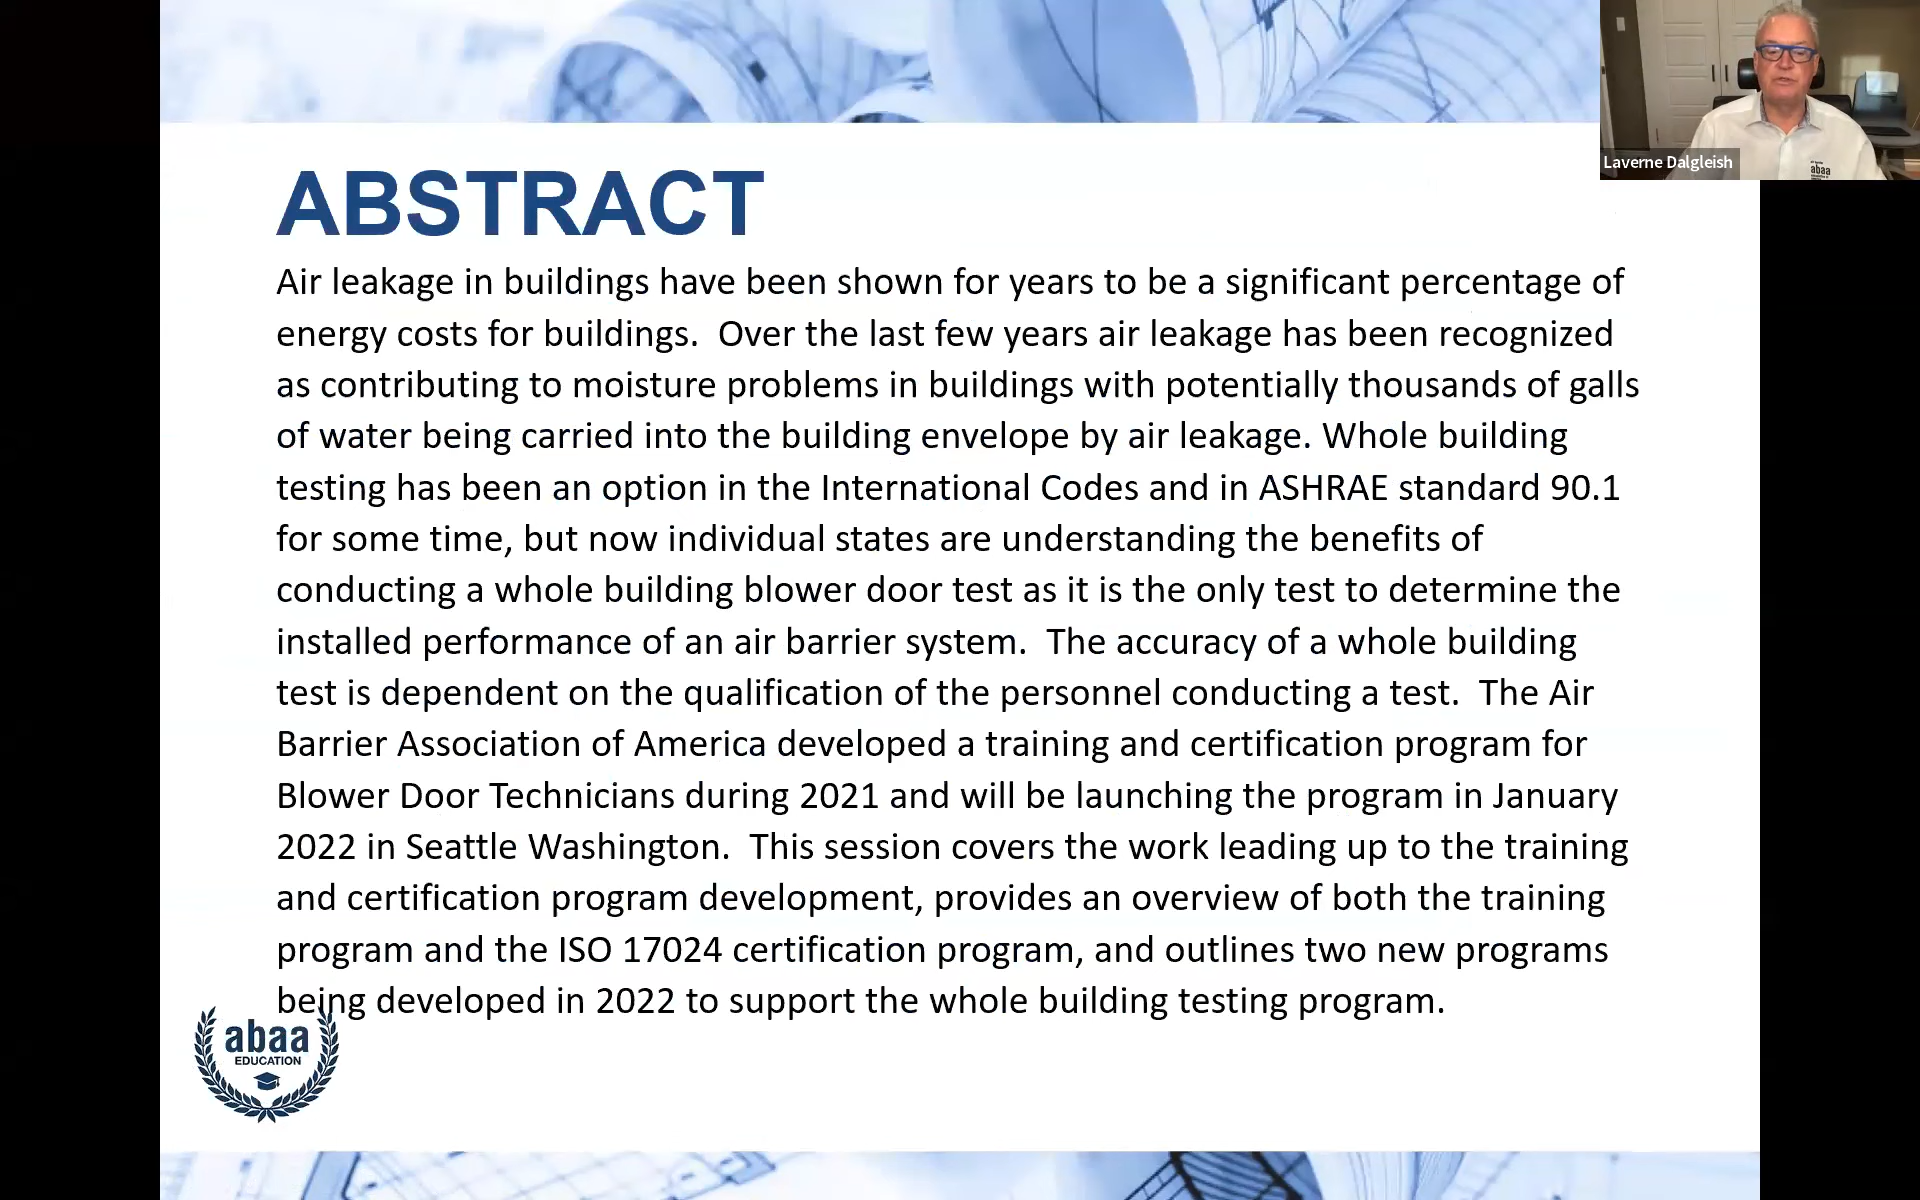 ABSTRACT
Air leakage in buildings have been shown for years to be a significant percentage of
energy costs for buildings.  Over the last few years air leakage has been recognized
as contributing to moisture problems in buildings with potentially thousands of galls
of water being carried into the building envelope by air leakage. Whole building
testing has been an option in the International Codes and in ASHRAE standard 90.1
for some time, but now individual states are understanding the benefits of
conducting a whole building blower door test as it is the only test to determine the
installed performance of an air barrier system.  The accuracy of a whole building
test is dependent on the qualification of the personnel conducting a test.  The Air
Barrier Association of America developed a training and certification program for
Blower Door Technicians during 2021 and will be launching the program in January
2022 in Seattle Washington.  This session covers the work leading up to the training
and certification program development, provides an overview of both the training
program and the ISO 17024 certification program, and outlines two new programs
being developed in 2022 to support the whole building testing program.
abaa
EDUCATION
Laverne Dalgleish
abaa